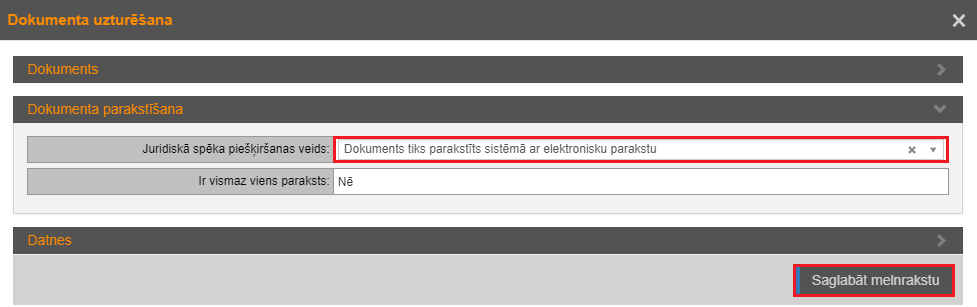 Dokumenta uzturēšana
Dokuments
Dokumenta parakstīšana
Juridiskā spēka piešķiršanas veids: Dokuments tiks parakstīts sistēmā ar elektronisku parakstu
Ir vismaz viens paraksts: Nē
Datnes
Saglabāt melnrakstu